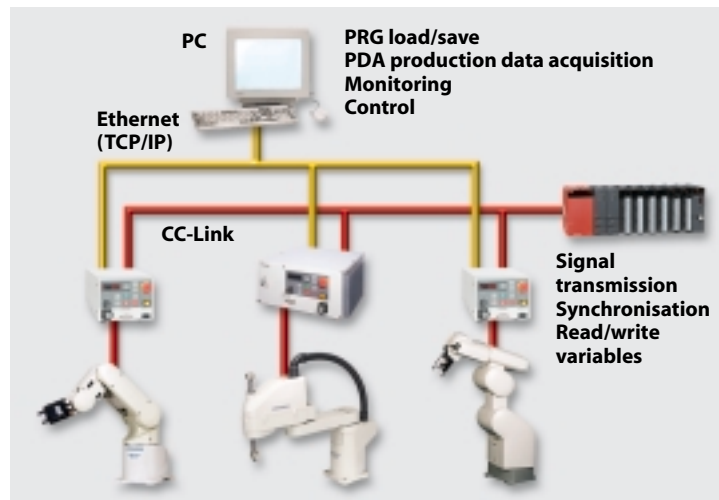 PC
PRG load/save
PDA production data acquisition
Monitoring
Control
Ethernet
(TCP/IP)
CC-Link
Signal
transmission
Synchronisation
Read/write
variables